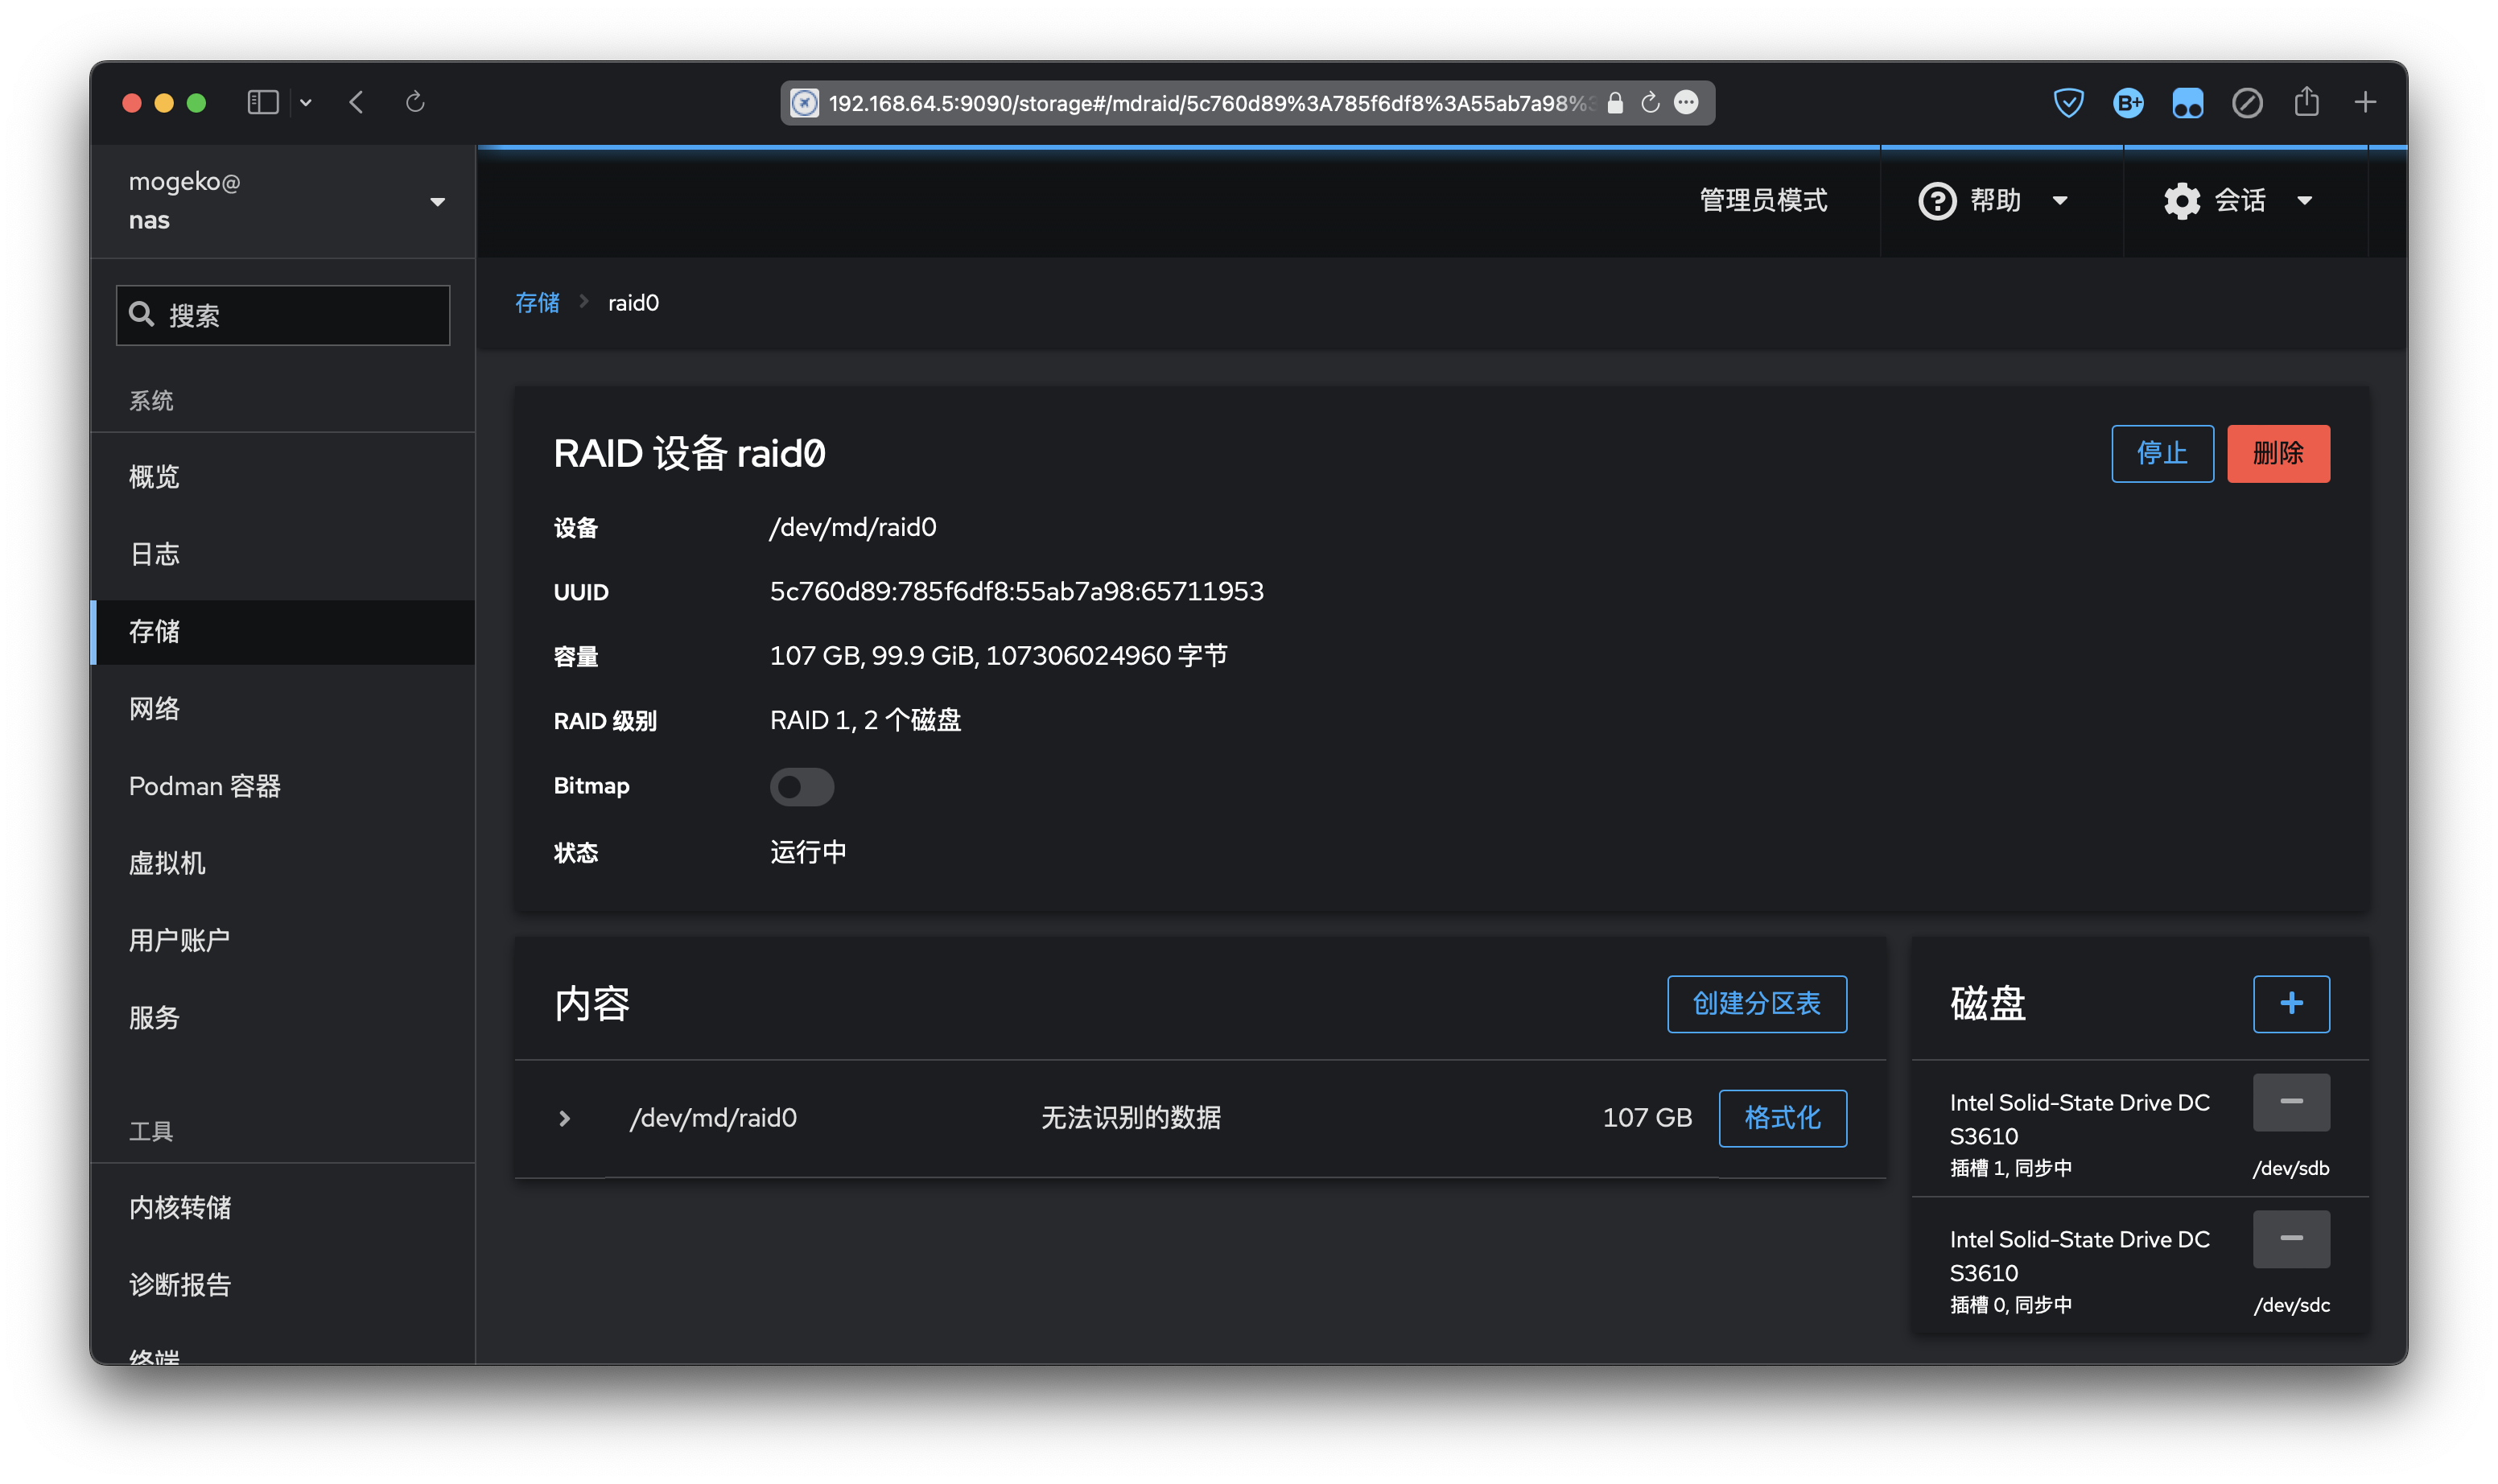 192.168.64.5:9090/storage#/mdraid/5c760d89%3A785f6df8%3A55ab7a98%
B+
mogeko@
nas
管理员模式
帮助
会话
搜索
存储
raid0
系统
概览
日志
存储
网络
Podman 容器
虚拟机
用户账户
服务
工具
内核转储
诊断报告
终端
RAID 设备 raid0
停止
删除
设备 /dev/md/raid0
UUID 5c760d89:785f6df8:55ab7a98:65711953
容量 107 GB, 99.9 GiB, 107306024960 字节
RAID 级别 RAID 1, 2 个磁盘
Bitmap
状态 运行中
内容
创建分区表
/dev/md/raid0 无法识别的数据 107 GB 格式化
磁盘
Intel Solid-State Drive DC
S3610
插槽 1, 同步中 /dev/sdb
Intel Solid-State Drive DC
S3610
插槽 0, 同步中 /dev/sdc